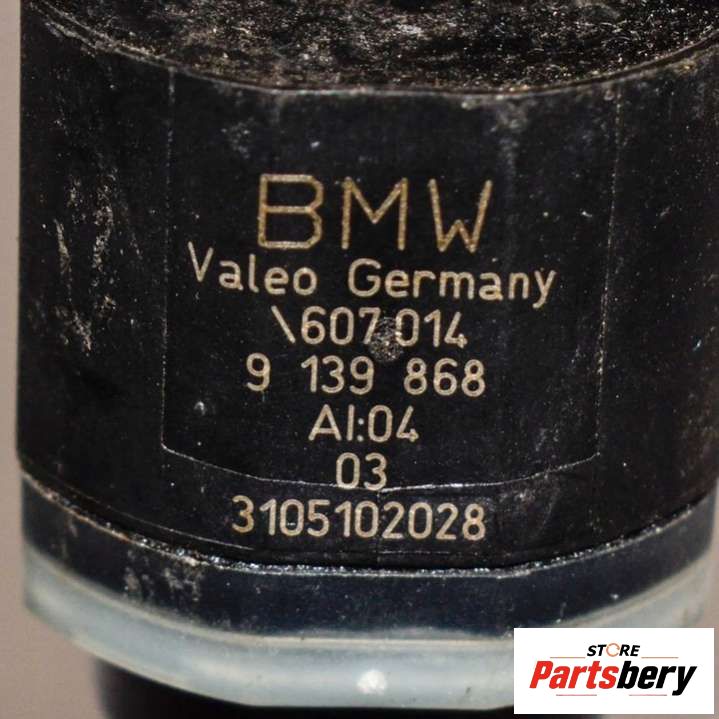 BMW
Valeo Germany
\607 014
9 139 868
AI:04
03
3105102028
STORE
Partsbery